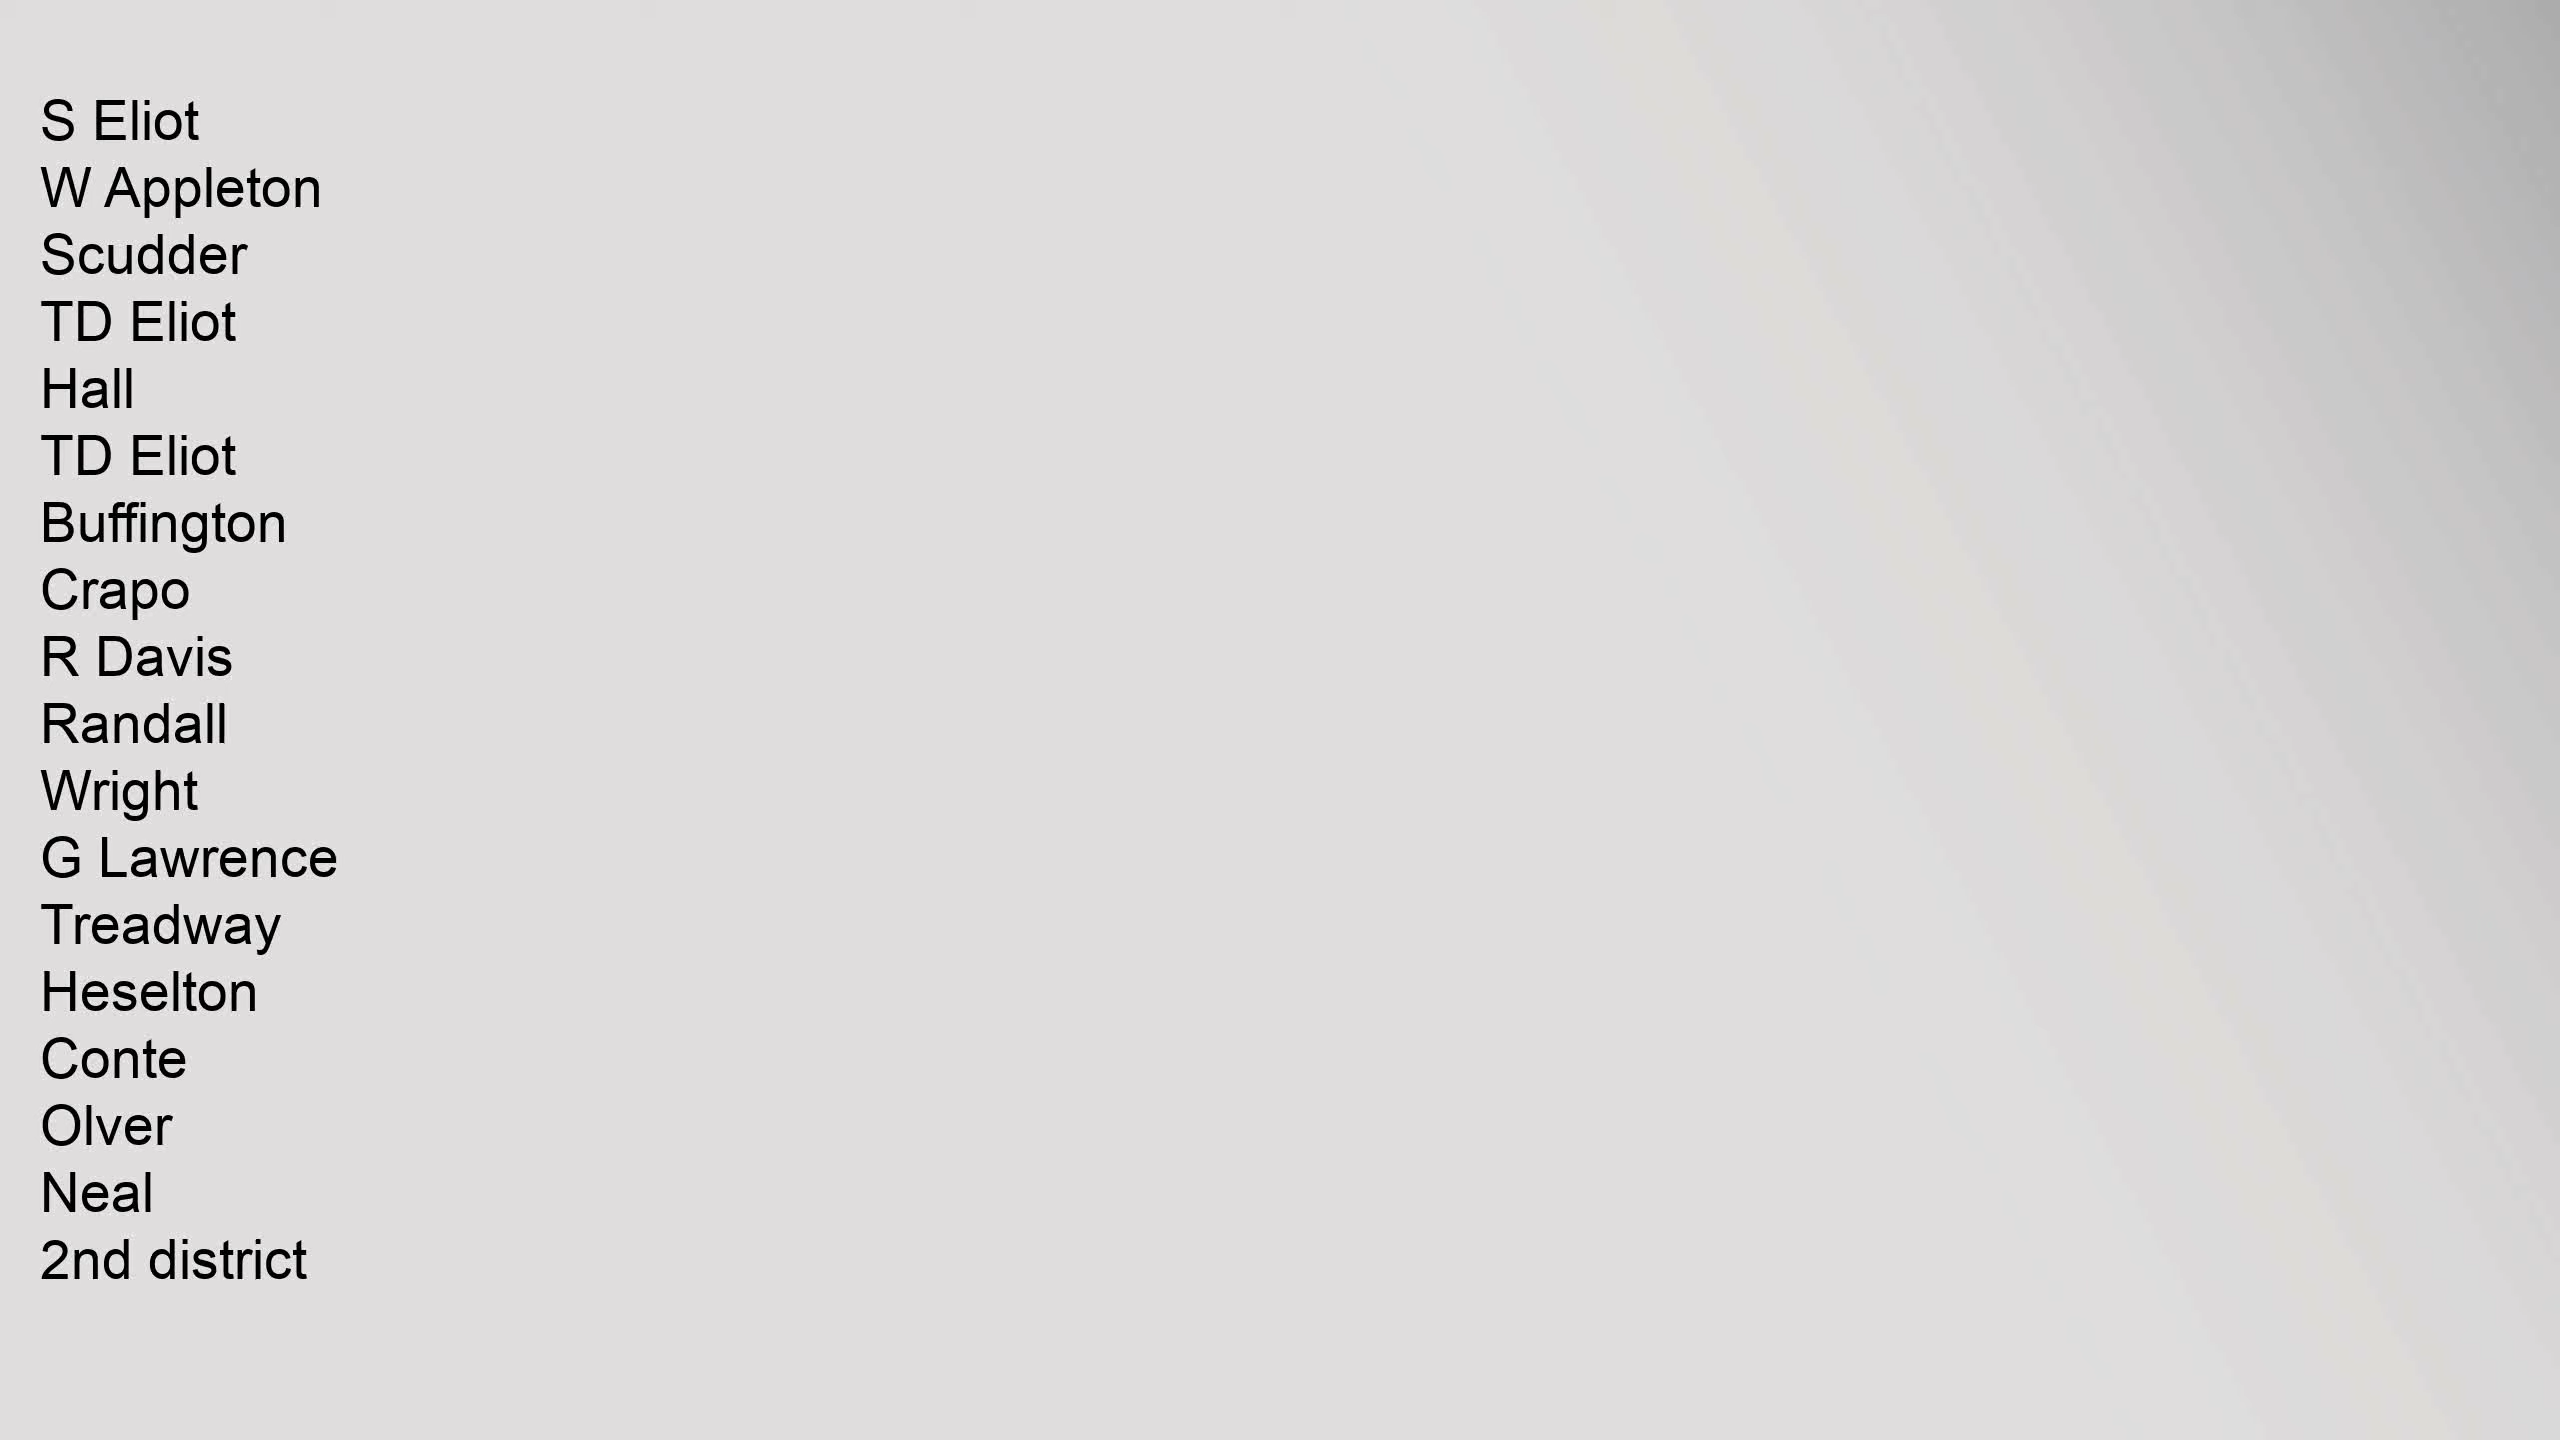 S Eliot
W Appleton
Scudder
TD Eliot
Hall
TD Eliot
Buffington
Crapo
R Davis
Randall
Wright
G Lawrence
Treadway
Heselton
Conte
Olver
Neal
2nd district